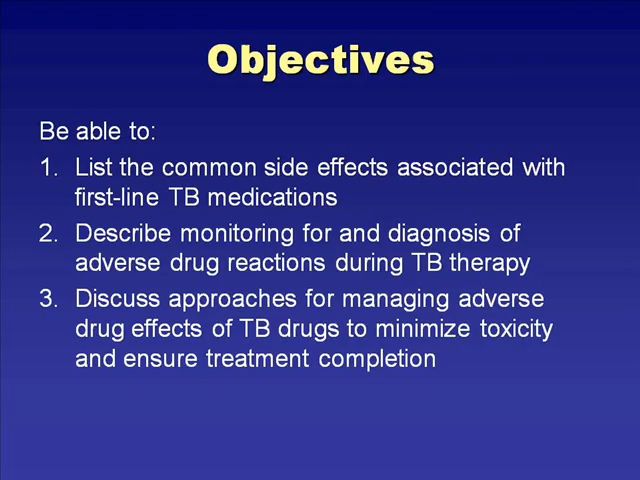 Objectives
Be able to:
1. List the common side effects associated with
first-line TB medications
2. Describe monitoring for and diagnosis of
adverse drug reactions during TB therapy
3. Discuss approaches for managing adverse
drug effects of TB drugs to minimize toxicity
and ensure treatment completion